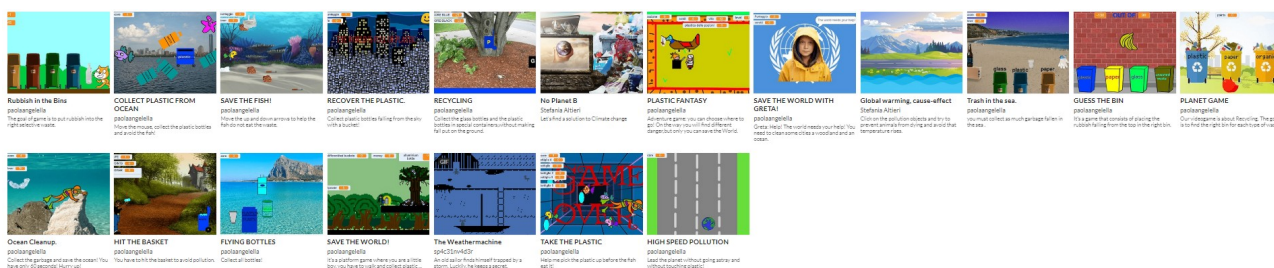 Rubbish in the Bins
paolaangelella
The goal of game is to put rubbish into the
right selective waste.
COLLECT PLASTIC FROM
OCEAN
paolaangelella
Move the mouse, collect the plastic bottles
and avoid the fish!
SAVE THE FISH!
paolaangelella
Move the up and down arrows to help the
fish do not eat the waste.
RECOVER THE PLASTIC.
paolaangelella
Collect plastic bottles falling from the sky
with a bucket!
RECYCLING
paolaangelella
Collect the glass bottles and the plastic
bottles in special containers without making
fall out on the ground.
No Planet B
Stefania Altieri
Let's find a solution to Climate change
PLASTIC FANTASY
paolaangelella
Adventure game: you can choose where to
go! On the way you will find different
danger, but only you can save the World.
SAVE THE WORLD WITH
GRETA!
paolaangelella
Greta: Help! The world needs your help! You
need to clean some cities a woodland and an
ocean.
Global warming, cause-effect
Stefania Altieri
Click on the pollution objects and try to
prevent animals from dying and avoid that
temperature rises.
Trash in the sea.
paolaangelella
you must collect as much garbage fallen in
the sea.
glass
plastic
paper
GUESS THE BIN
paolaangelella
It's a game that consists of placing the
rubbish falling from the top in the right bin.
OUT OF
paper
PLANET GAME
paolaangelella
Our videogame is about Recycling. The
is to find the right bin for each type of
plastic
paper
organ
Ocean Cleanup.
paolaangelella
Collect the garbage and save the ocean! You
have only 60 seconds! Hurry up!
HIT THE BASKET
paolaangelella
You have to hit the basket to avoid pollution.
FLYING BOTTLES
paolaangelella
Collect all bottles!
SAVE THE WORLD!
paolaangelella
It's a platform game where you are a little
boy, you have to walk and collect plastic ...
The Weathermachine
sp4c31nv4d3r
An old sailor finds himself trapped by a
storm. Luckily he keeps a secret.
TAKE THE PLASTIC
paolaangelella
Help me pick the plastic up before the fish
eat it!
GAME
OVER
HIGH SPEED POLLUTION
paolaangelella
Lead the planet without going astray and
without touching plastic!